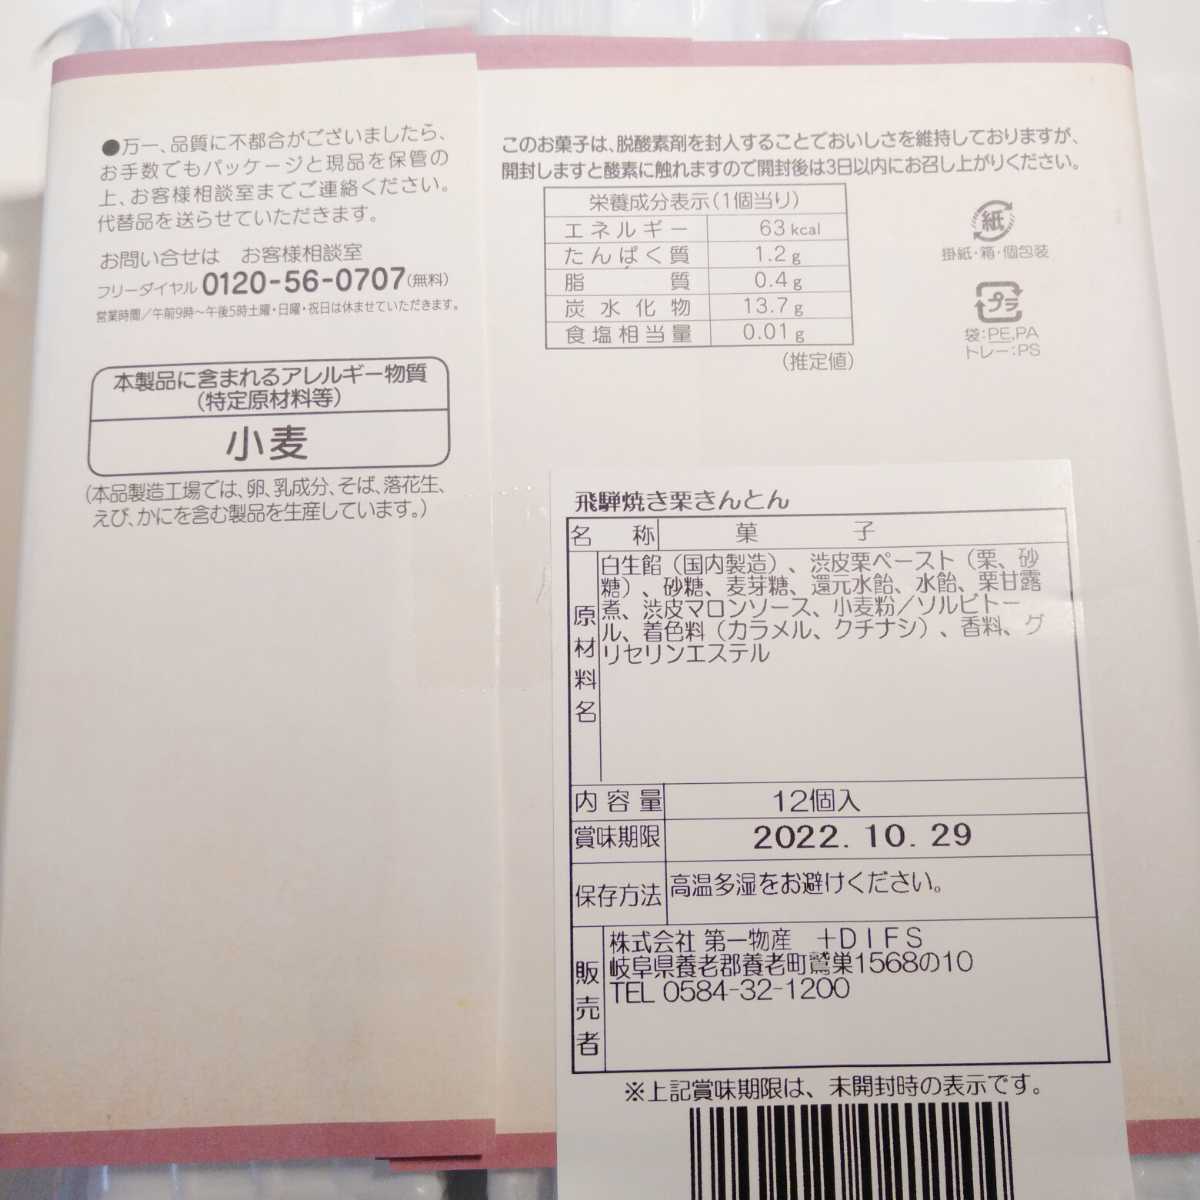 ●万一、品質に不都合がございましたら、
お手数でもパッケージと現品を保管の
上、お客様相談室までご連絡ください。
代替品を送らせていただきます。
お問い合せは　お客様相談室
フリーダイヤル 0120-56-0707(無料)
営業時間／午前9時～午後5時土曜・日曜・祝日は休ませていただきます。
本製品に含まれるアレルギー物質
(特定原材料等)
小麦
(本品製造工場では、卵、乳成分、そば、落花生、
えび、かにを含む製品を生産しています。)
このお菓子は、脱酸素剤を封入することでおいしさを維持しておりますが、
開封しますと酸素に触れますので開封後は3日以内にお召し上がりください。
栄養成分表示(1個当り)
エネルギー 63 kcal
たんぱく質 1.2 g
脂質 0.4 g
炭水化物 13.7 g
食塩相当量 0.01 g
(推定値)
紙
掛紙・箱・個包装
プラ
袋:PE,PA
トレー:PS
飛騨焼き栗きんとん
名称 菓子
原材料名
白生餡（国内製造）、渋皮栗ペースト（栗、砂
糖）、砂糖、麦芽糖、還元水飴、水飴、栗甘露
煮、渋皮マロンソース、小麦粉／ソルビトー
ル、着色料（カラメル、クチナシ）、香料、グ
リセリンエステル
内容量 12個入
賞味期限 2022.10.29
保存方法 高温多湿をお避けください。
販売者
株式会社 第一物産　＋DIFS
岐阜県養老郡養老町鷲巣1568の10
TEL 0584-32-1200
※上記賞味期限は、未開封時の表示です。